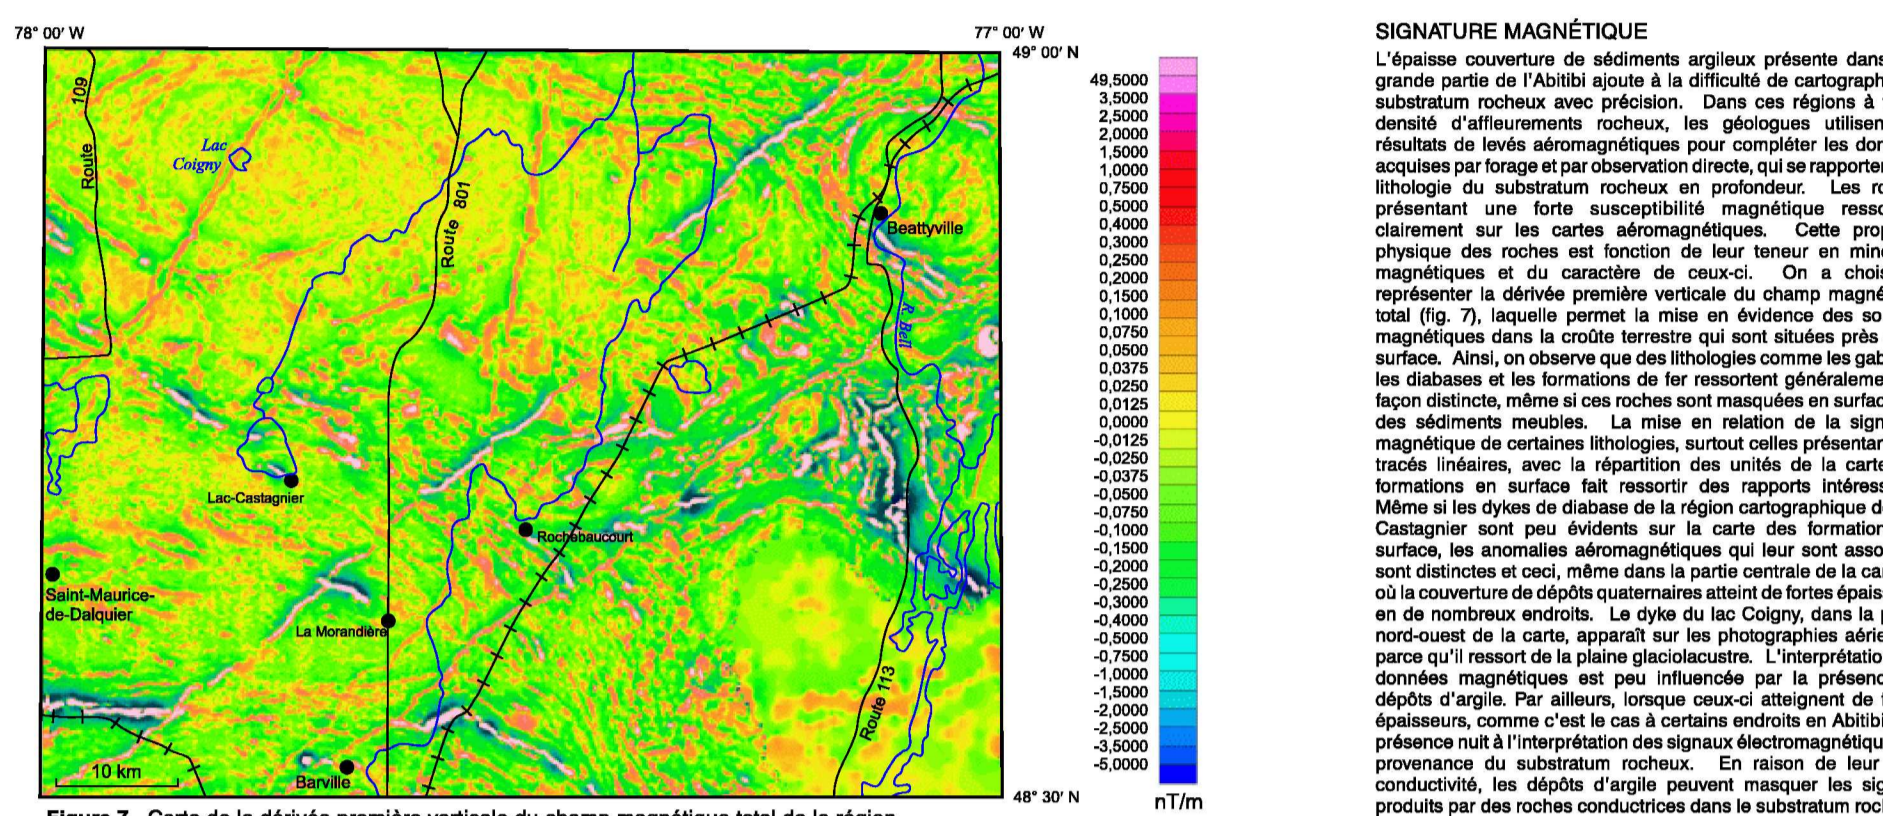 78° 00' W
77° 00' W
49° 00' N
109
Route
Lac
Coigny
Route 801
Beattyville
R. Bell
Lac-Castagnier
Rochebaucourt
Saint-Maurice-
de-Dalquier
La Morandière
Route 113
10 km
Barville
48° 30' N
49,5000
3,5000
2,5000
2,0000
1,5000
1,0000
0,7500
0,5000
0,4000
0,3000
0,2500
0,2000
0,1500
0,1000
0,0750
0,0500
0,0375
0,0250
0,0125
0,0000
-0,0125
-0,0250
-0,0375
-0,0500
-0,0750
-0,1000
-0,1500
-0,2000
-0,2500
-0,3000
-0,4000
-0,5000
-0,7500
-1,0000
-1,5000
-2,0000
-2,5000
-3,5000
-5,0000
nT/m
Figure 7. Carte de la dérivée première verticale du champ magnétique total de la région
SIGNATURE MAGNÉTIQUE
L'épaisse couverture de sédiments argileux présente dans
grande partie de l'Abitibi ajoute à la difficulté de cartograph
substratum rocheux avec précision. Dans ces régions à
densité d'affleurements rocheux, les géologues utilisen
résultats de levés aéromagnétiques pour compléter les don
acquises par forage et par observation directe, qui se rapporter
lithologie du substratum rocheux en profondeur. Les ro
présentant une forte susceptibilité magnétique resso
clairement sur les cartes aéromagnétiques. Cette prop
physique des roches est fonction de leur teneur en min
magnétiques et du caractère de ceux-ci. On a chois
représenter la dérivée première verticale du champ magné
total (fig. 7), laquelle permet la mise en évidence des so
magnétiques dans la croûte terrestre qui sont situées près
surface. Ainsi, on observe que des lithologies comme les gab
les diabases et les formations de fer ressortent généraleme
façon distincte, même si ces roches sont masquées en surfac
des sédiments meubles. La mise en relation de la sign
magnétique de certaines lithologies, surtout celles présentar
tracés linéaires, avec la répartition des unités de la carte
formations en surface fait ressortir des rapports intéress
Même si les dykes de diabase de la région cartographique de
Castagnier sont peu évidents sur la carte des formation
surface, les anomalies aéromagnétiques qui leur sont asso
sont distinctes et ceci, même dans la partie centrale de la ca
où la couverture de dépôts quaternaires atteint de fortes épais
en de nombreux endroits. Le dyke du lac Coigny, dans la p
nord-ouest de la carte, apparaît sur les photographies aérie
parce qu'il ressort de la plaine glaciolacustre. L'interprétatio
données magnétiques est peu influencée par la présenc
dépôts d'argile. Par ailleurs, lorsque ceux-ci atteignent de f
épaisseurs, comme c'est le cas à certains endroits en Abitibi
présence nuit à l'interprétation des signaux électromagnétiqu
provenance du substratum rocheux. En raison de leur
conductivité, les dépôts d'argile peuvent masquer les sig
produits par des roches conductrices dans le substratum roch